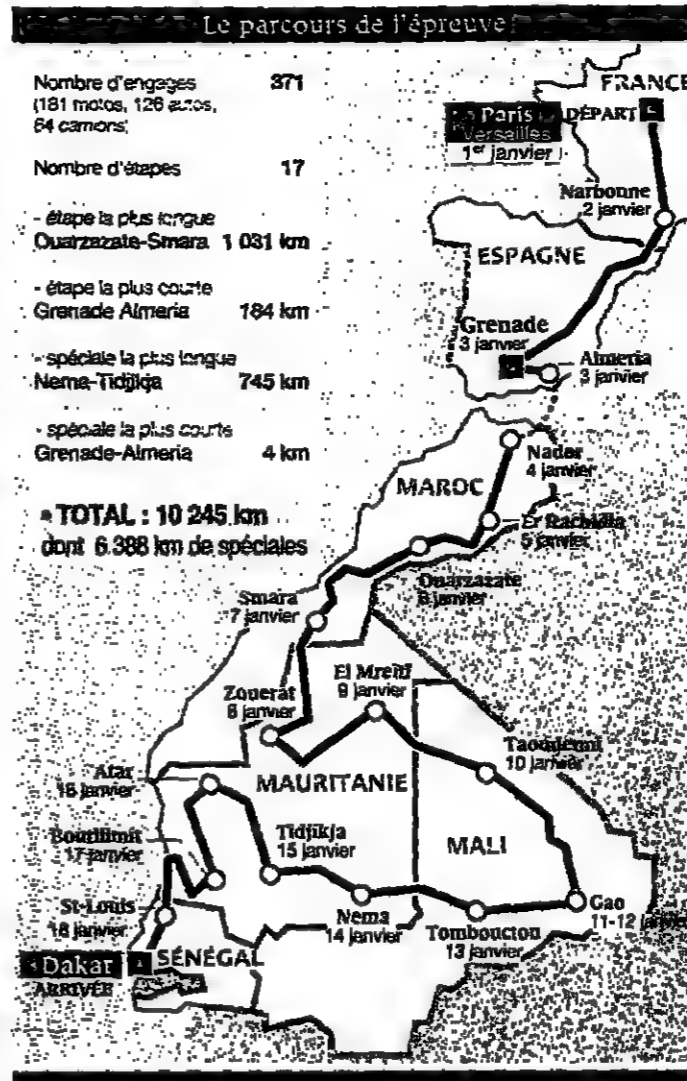 Le parcours de l'épreuve
Nombre d'engages 371
(181 motos, 126 autos,
64 camions)
Nombre d'étapes 17
- étape la plus longue
Ouarzazate-Smara 1 031 km
- étape la plus courte
Grenade Almeria 184 km
- spéciale la plus longue
Nema-Tidjikja 745 km
- spéciale la plus courte
Grenade-Almeria 4 km
TOTAL : 10 245 km
dont 6.388 km de spéciales
FRANCE
Paris DÉPART
Versailles
1er janvier
Narbonne
2 janvier
ESPAGNE
Grenade
3 janvier
Almeria
3 janvier
Nador
4 janvier
MAROC
Er Rachidia
5 janvier
Ouarzazate
6 janvier
Smara
7 janvier
El Mreïti
9 janvier
Zouerat
8 janvier
Taoudenni
10 janvier
Atar
16 janvier
MAURITANIE
Boutilimit
17 janvier
Tidjikja
15 janvier
MALI
St-Louis
18 janvier
Nema
14 janvier
Tombouctou
13 janvier
Gao
11-12 janvier
Dakar
ARRIVÉE
SÉNÉGAL